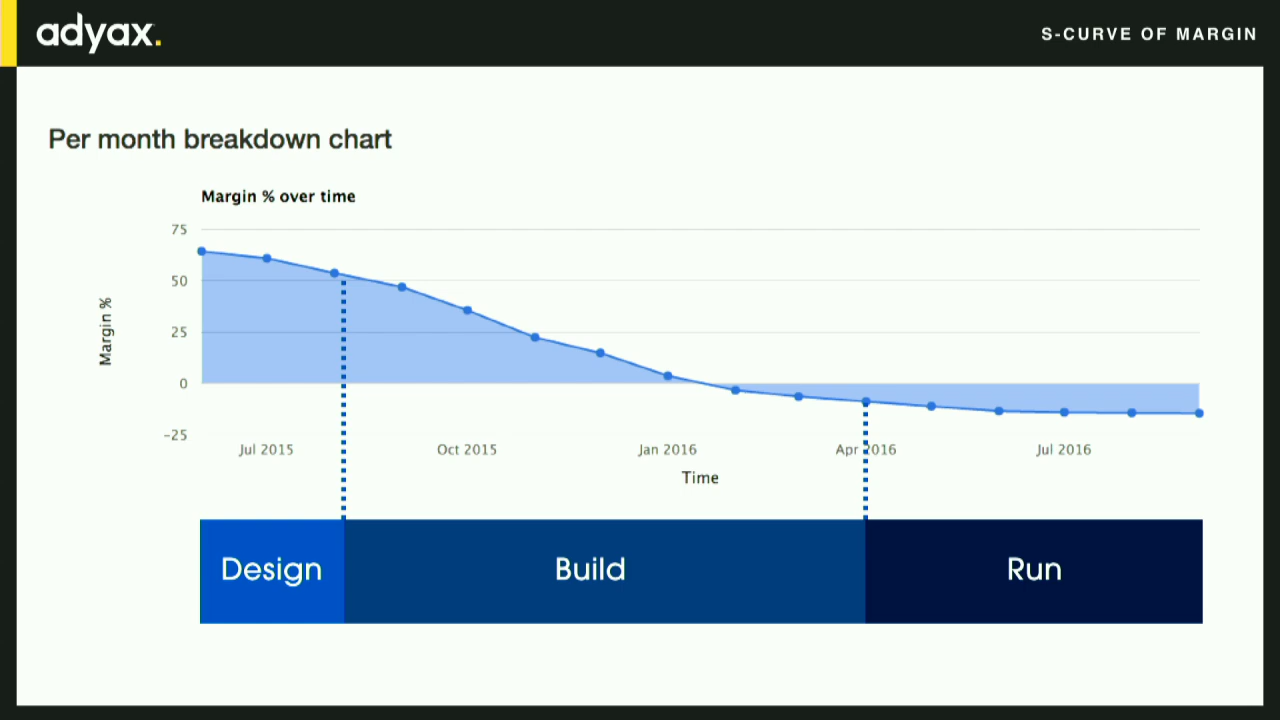 adyax.
S-CURVE OF MARGIN
Per month breakdown chart
Margin % over time
75
50
25
0
-25
Margin %
Jul 2015 Oct 2015 Jan 2016 Apr 2016 Jul 2016
Time
Design Build Run